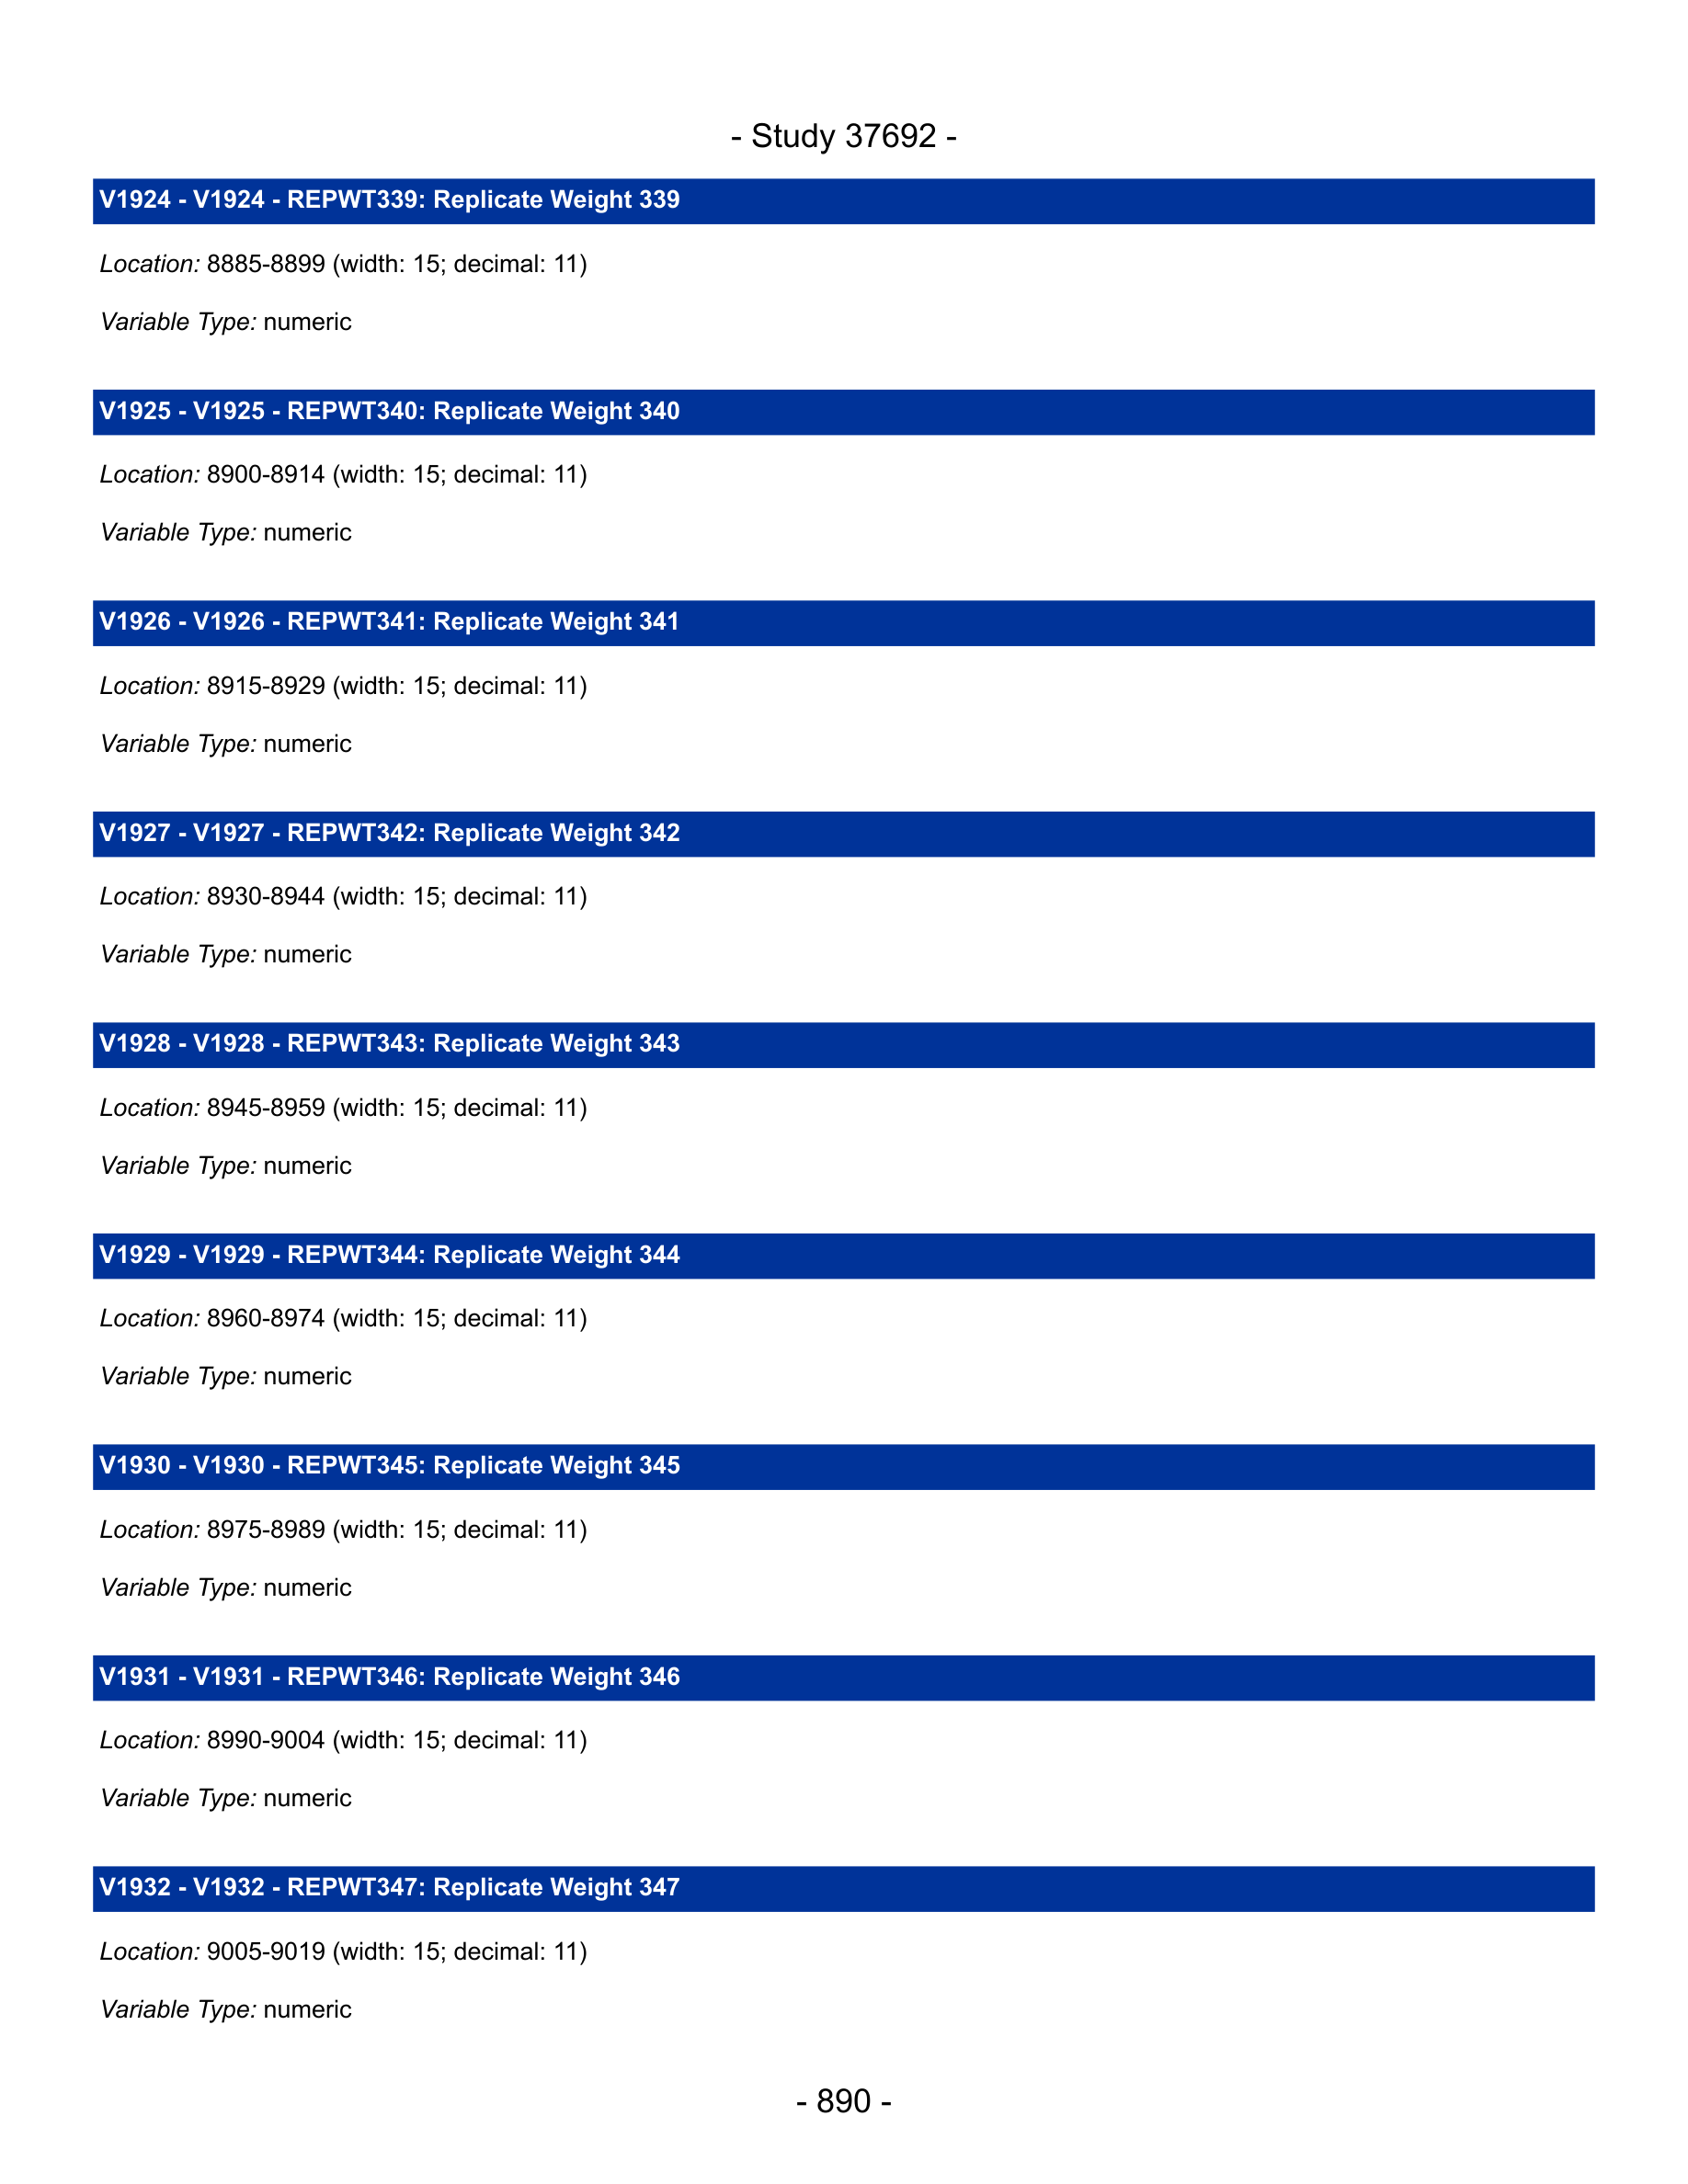 - Study 37692 -
V1924 - V1924 - REPWT339: Replicate Weight 339
Location: 8885-8899 (width: 15; decimal: 11)
Variable Type: numeric
V1925 - V1925 - REPWT340: Replicate Weight 340
Location: 8900-8914 (width: 15; decimal: 11)
Variable Type: numeric
V1926 - V1926 - REPWT341: Replicate Weight 341
Location: 8915-8929 (width: 15; decimal: 11)
Variable Type: numeric
V1927 - V1927 - REPWT342: Replicate Weight 342
Location: 8930-8944 (width: 15; decimal: 11)
Variable Type: numeric
V1928 - V1928 - REPWT343: Replicate Weight 343
Location: 8945-8959 (width: 15; decimal: 11)
Variable Type: numeric
V1929 - V1929 - REPWT344: Replicate Weight 344
Location: 8960-8974 (width: 15; decimal: 11)
Variable Type: numeric
V1930 - V1930 - REPWT345: Replicate Weight 345
Location: 8975-8989 (width: 15; decimal: 11)
Variable Type: numeric
V1931 - V1931 - REPWT346: Replicate Weight 346
Location: 8990-9004 (width: 15; decimal: 11)
Variable Type: numeric
V1932 - V1932 - REPWT347: Replicate Weight 347
Location: 9005-9019 (width: 15; decimal: 11)
Variable Type: numeric
- 890 -